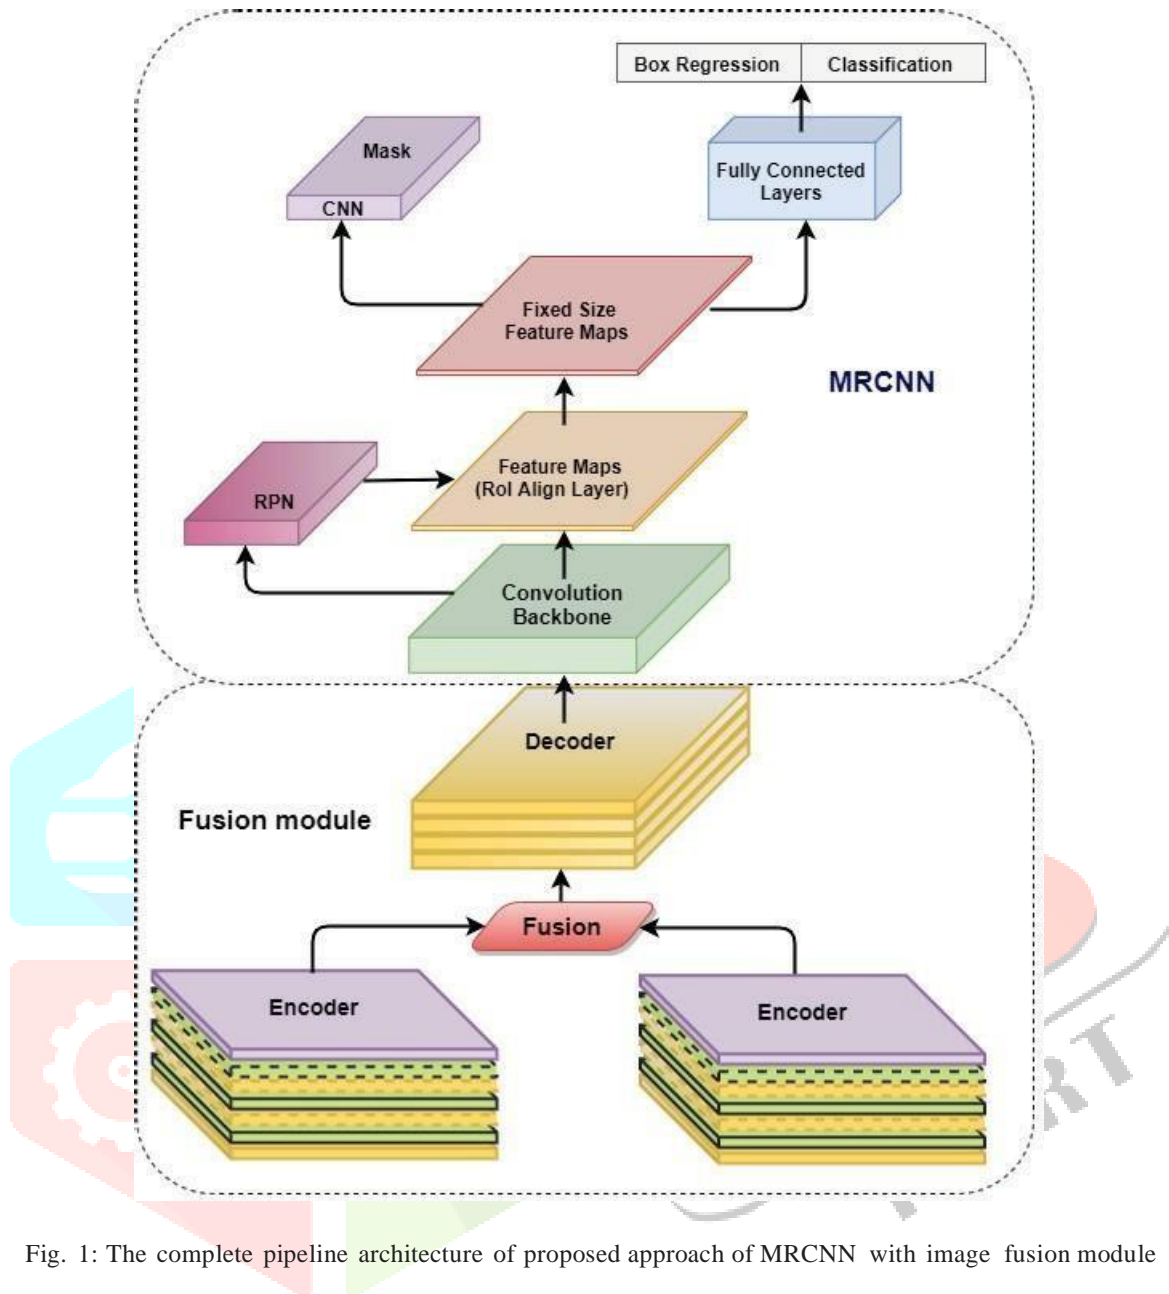 Box Regression
Classification
Mask
CNN
Fully Connected
Layers
Fixed Size
Feature Maps
MRCNN
Feature Maps
(RoI Align Layer)
RPN
Convolution
Backbone
Decoder
Fusion module
Fusion
Encoder
Encoder
Fig. 1: The complete pipeline architecture of proposed approach of MRCNN with image fusion module